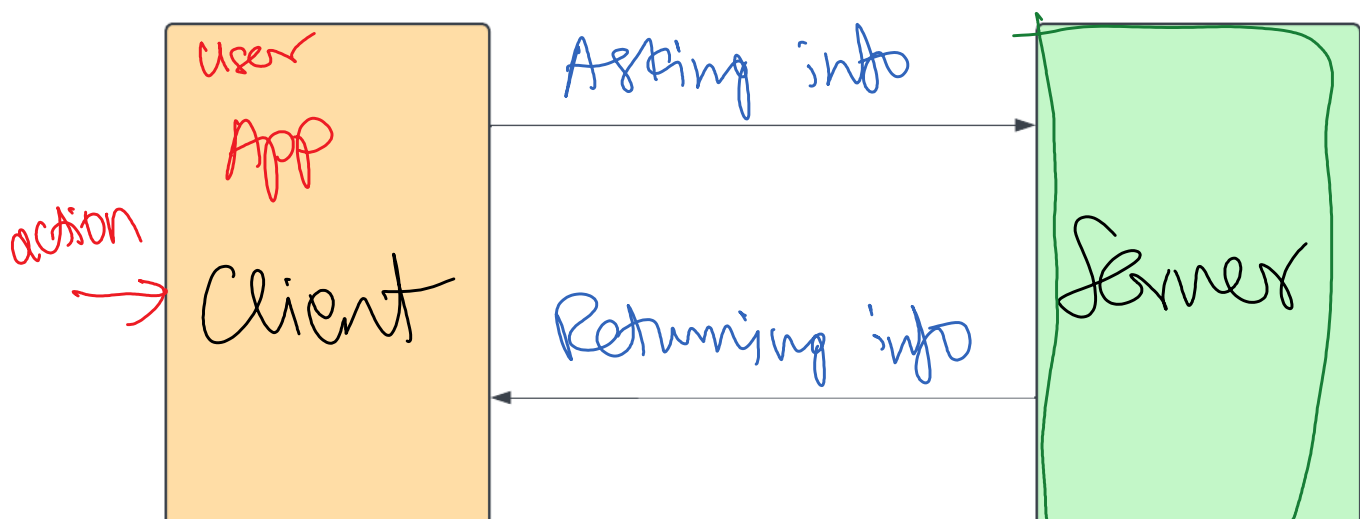 User
App
action
Client
Asking info
Returning info
Server